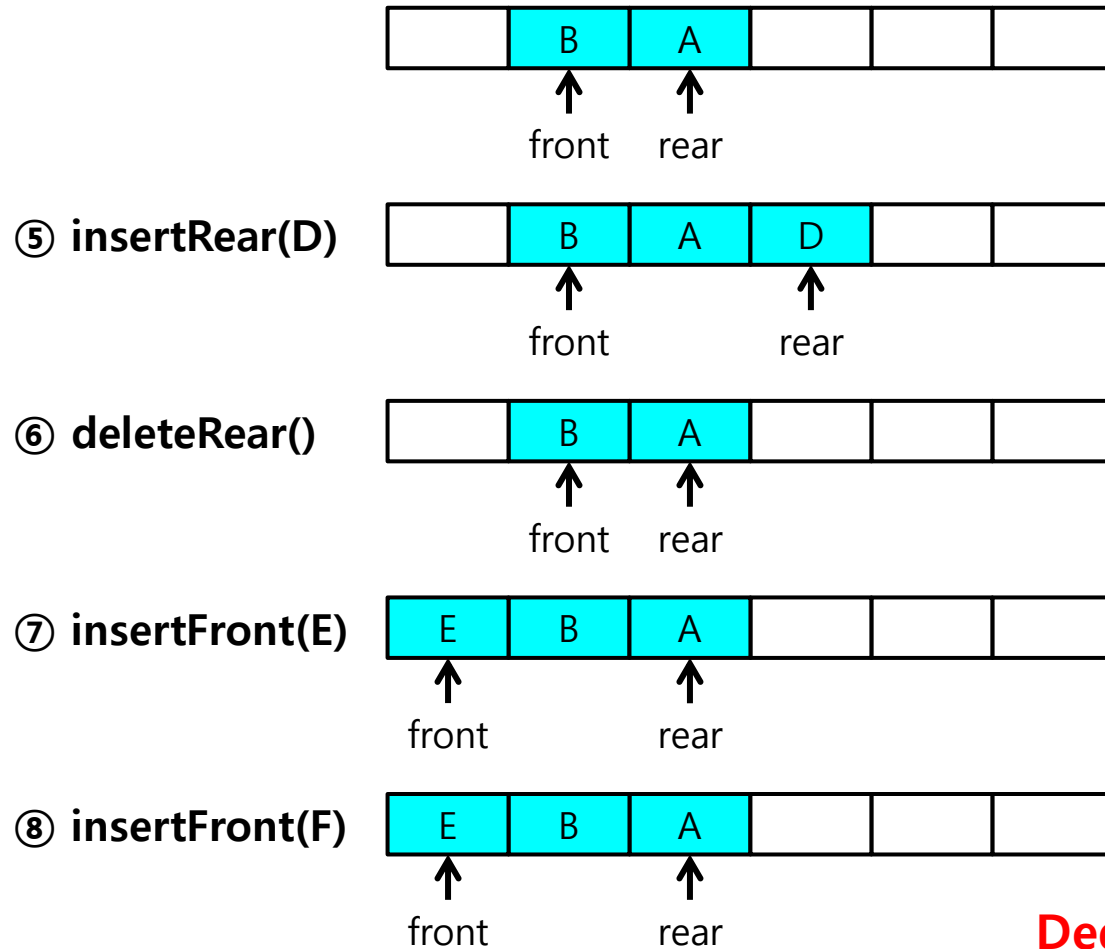 B A
front rear
⑤ insertRear(D) B A D
front rear
⑥ deleteRear() B A
front rear
⑦ insertFront(E) E B A
front rear
⑧ insertFront(F) E B A
front rear